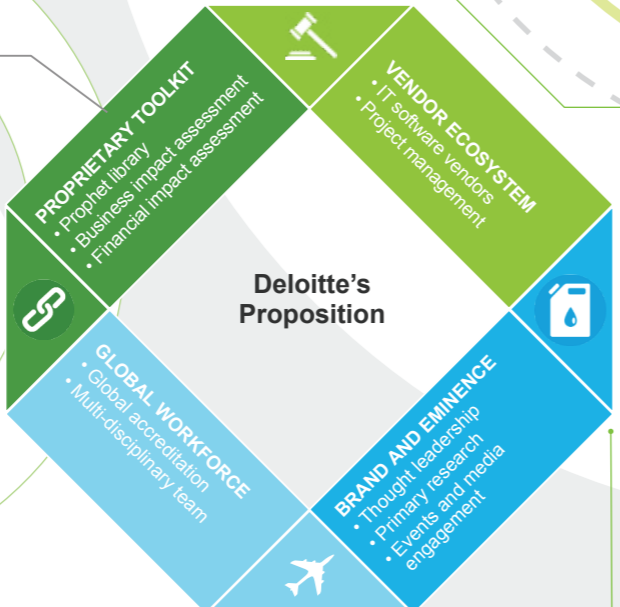 PROPRIETARY TOOLKIT
• Prophet library
• Business impact assessment
• Financial impact assessment
VENDOR ECOSYSTEM
• IT software vendors
• Project management
Deloitte’s
Proposition
GLOBAL WORKFORCE
• Global accreditation
• Multi-disciplinary team
BRAND AND EMINENCE
• Thought leadership
• Primary research
• Events and media
engagement